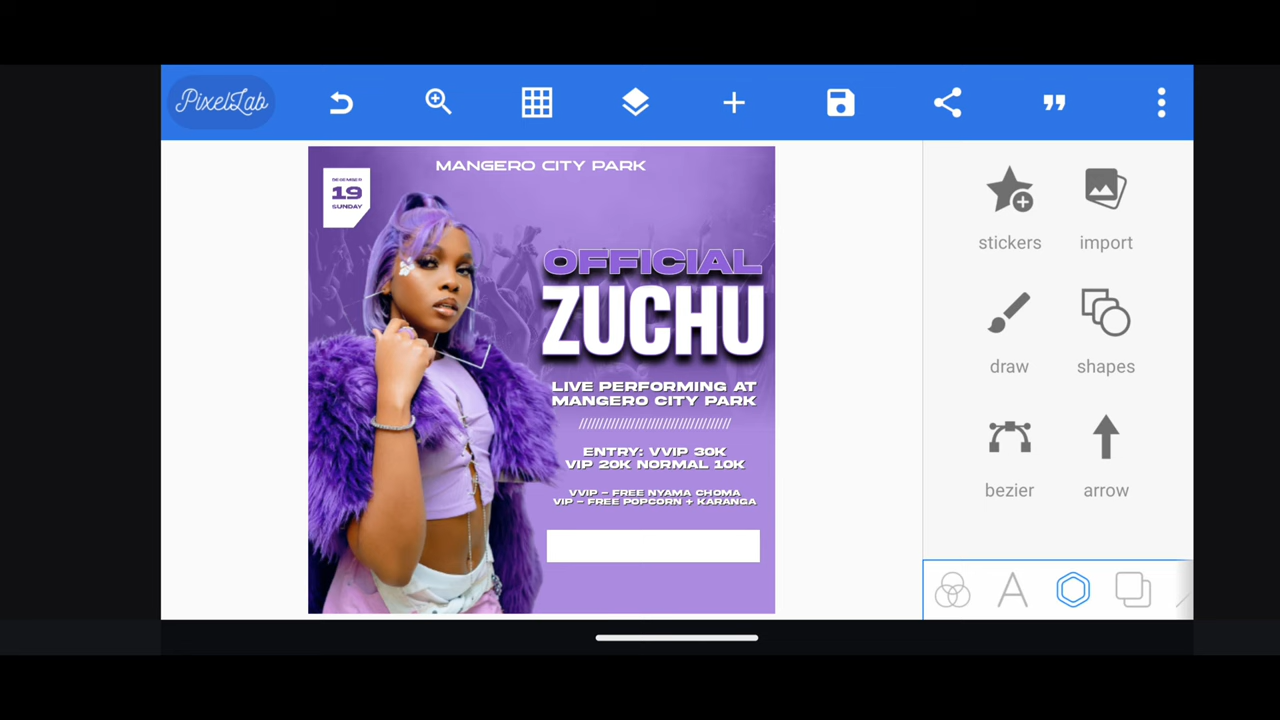 PixelLab
MANGERO CITY PARK
DECEMBER
19
SUNDAY
OFFICIAL
ZUCHU
LIVE PERFORMING AT
MANGERO CITY PARK
ENTRY: VVIP 30K
VIP 20K NORMAL 10K
VVIP - FREE NYAMA CHOMA
VIP - FREE POPCORN + KARANGA
stickers
import
draw
shapes
bezier
arrow